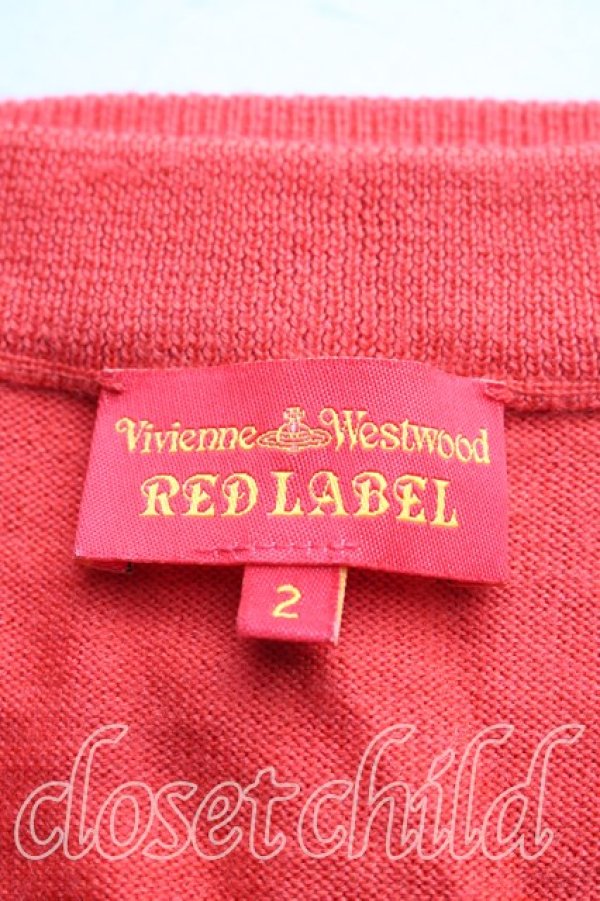 Vivienne Westwood
RED LABEL
2
closetchild